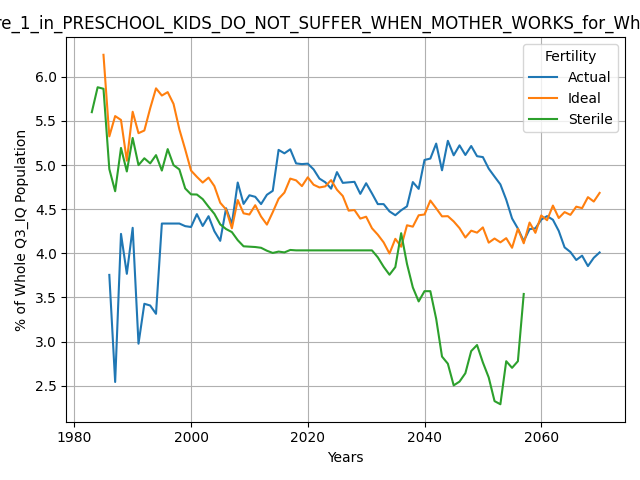 re_1_in_PRESCHOOL_KIDS_DO_NOT_SUFFER_WHEN_MOTHER_WORKS_for_Wh
Fertility
Actual
Ideal
Sterile
% of Whole Q3_IQ Population
6.0
5.5
5.0
4.5
4.0
3.5
3.0
2.5
1980
2000
2020
2040
2060
Years